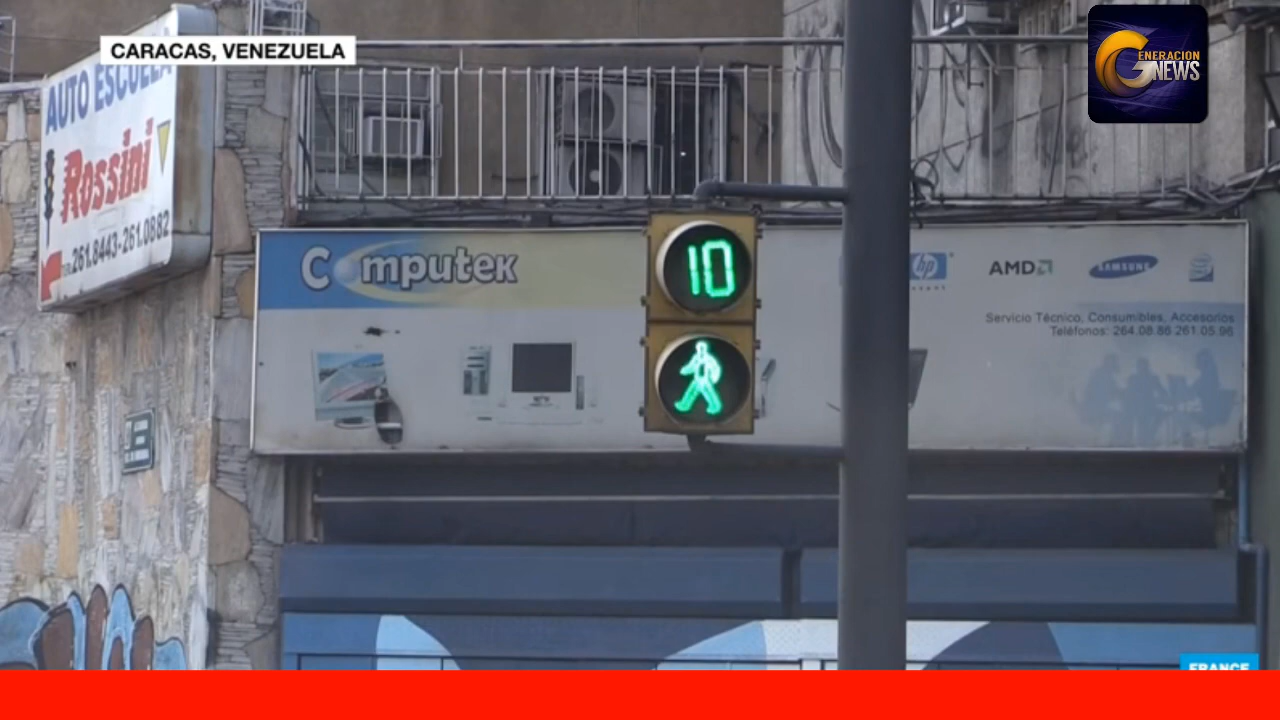 CARACAS, VENEZUELA
GENERACION
NEWS
AUTO ESCUELA
Rossini
261.8443-261.0882
Computek
10
hp
invent
AMD
SAMSUNG
Servicio Técnico, Consumibles, Accesorios
Teléfonos: 264.08.86 261.05.96
FRANCE